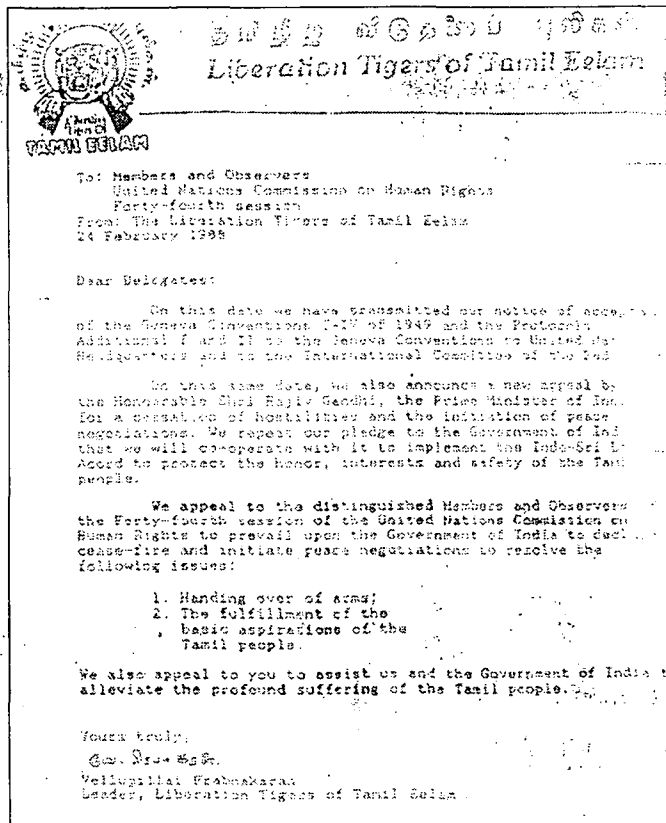 தமிழீழ விடுதலைப் புலிகள்
Liberation Tigers of Tamil Eelam
TAMIL EELAM
To: Members and Observers
United Nations Commission on Human Rights
Forty-fourth session
From: The Liberation Tigers of Tamil Eelam
24 February 1988
Dear Delegates:
On this date we have transmitted our notice of
of the Geneva Conventions I-IV of 1949 and the Protocols
Additional I and II to the Geneva Conventions to United
Headquarters and to the International Committee of the Red
On this same date, we also announce a new appeal
the Honourable Shri Rajiv Gandhi, the Prime Minister of
for a cessation of hostilities and the initiation of peace
negotiations. We repeat our pledge to the Government of
that we will co-operate with it to implement the Indo-Sri
Acord to protect the honor, interests and safety of the
people.
We appeal to the distinguished Members and Observers
the Forty-fourth session of the United Nations Commission on
Human Rights to prevail upon the Government of India to
cease-fire and initiate peace negotiations to resolve the
following issues:
1. Handing over of arms;
2. The fulfillment of the
basic aspirations of the
Tamil people.
We also appeal to you to assist us and the Government of India
alleviate the profound suffering of the Tamil people.
Yours truly,
Vellupillai Prabhakaran
Leader, Liberation Tigers of Tamil Eelam